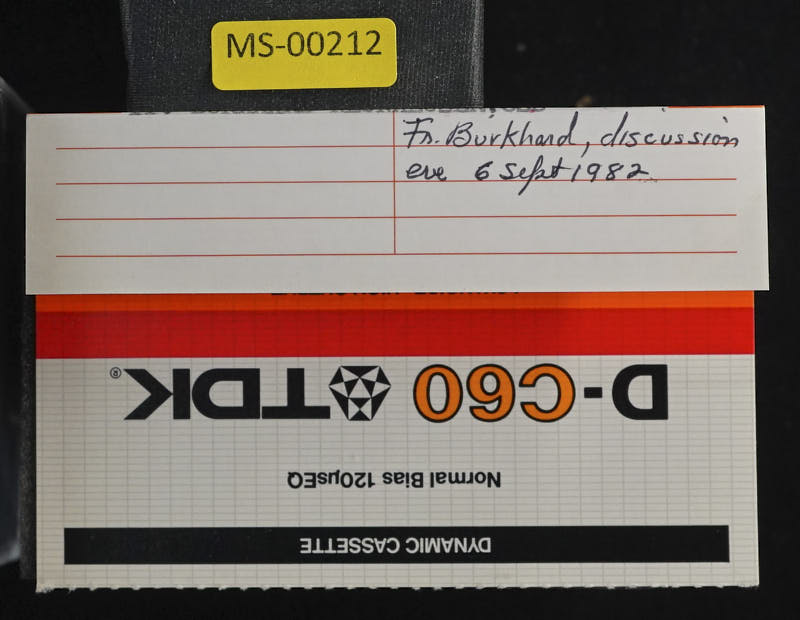 MS-00212
Fr. Burkhard, discussion
eve 6 Sept 1982
D-C60 TDK®
Normal Bias 120µsEQ
DYNAMIC CASSETTE